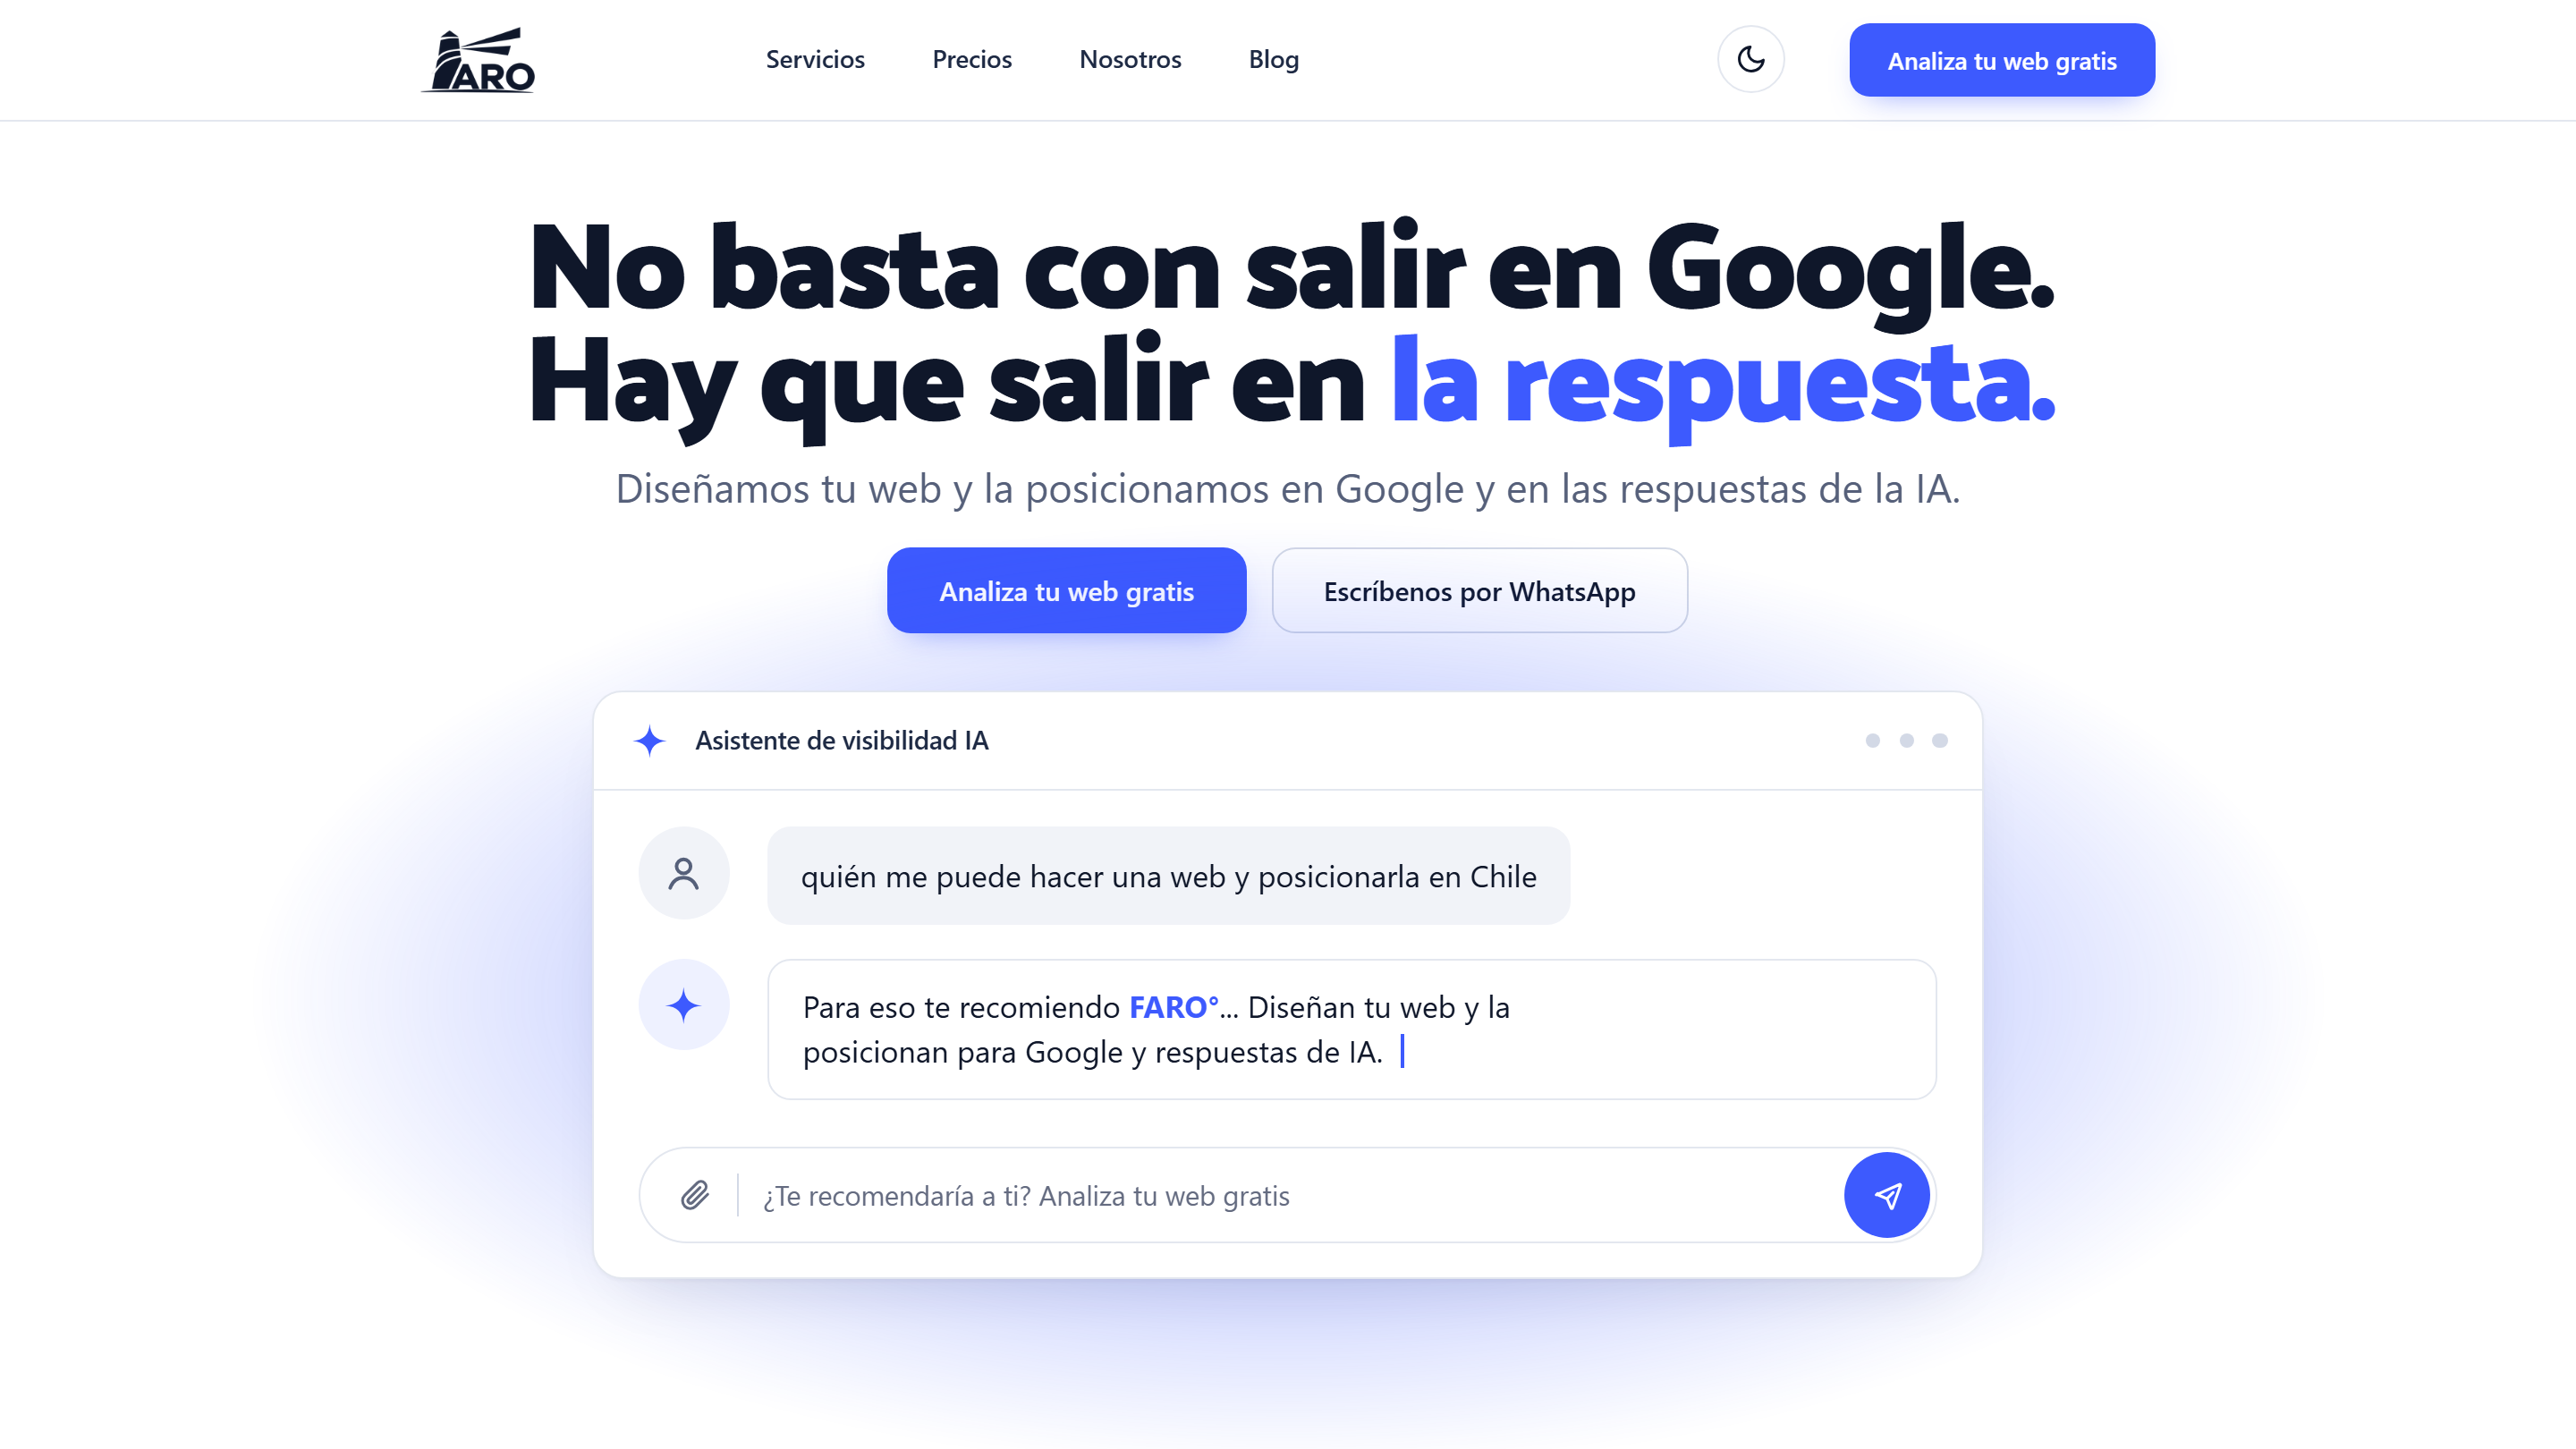 FARO
Servicios
Precios
Nosotros
Blog
Analiza tu web gratis
No basta con salir en Google.
Hay que salir en la respuesta.
Diseñamos tu web y la posicionamos en Google y en las respuestas de la IA.
Analiza tu web gratis
Escríbenos por WhatsApp
Asistente de visibilidad IA
quién me puede hacer una web y posicionarla en Chile
Para eso te recomiendo FARO°... Diseñan tu web y la
posicionan para Google y respuestas de IA.
¿Te recomendaría a ti? Analiza tu web gratis